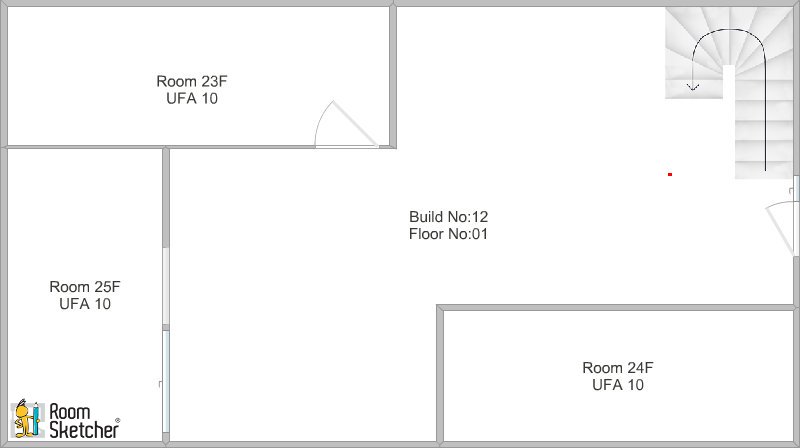 Room 23F
UFA 10
Build No:12
Floor No:01
Room 25F
UFA 10
Room 24F
UFA 10
Room
Sketcher®